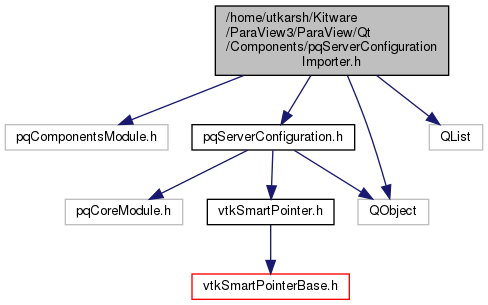 /home/utkarsh/Kitware
/ParaView3/ParaView/Qt
/Components/pqServerConfiguration
Importer.h
pqComponentsModule.h
pqServerConfiguration.h
QList
pqCoreModule.h
vtkSmartPointer.h
QObject
vtkSmartPointerBase.h